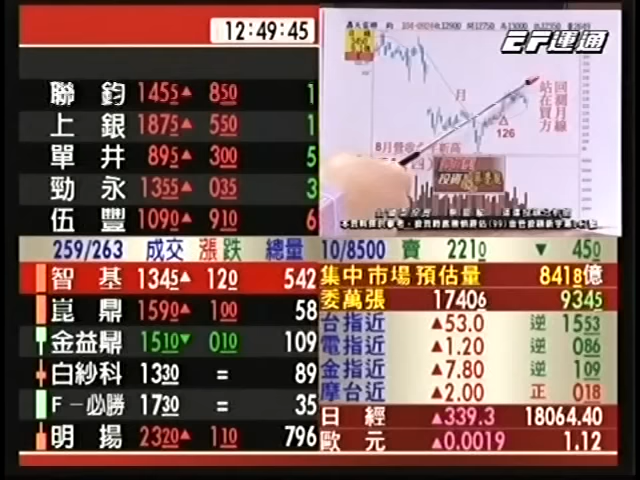 12:49:45
EF運通
聯鈞 1455▲ 850 1
上銀 1875▲ 550 1
單井 895▲ 300 5
勁永 1355▲ 035 3
伍豐 1090▲ 910 6
回測月線
站在買方
月
126
8月營收
259/263 成交 漲跌 總量
10/8500 賣 2210 ▼ 450
智基 1345▲ 120 542
集中市場預估量 8418億
崑鼎 1590▲ 100 58
委萬張 17406 9345
金益鼎 1510▼ 010 109
台指近 ▲53.0 逆 1553
電指近 ▲1.20 逆 086
白紗科 1330 = 89
金指近 ▲7.80 逆 109
F-必勝 1730 = 35
摩台近 ▲2.00 正 018
明揚 2320▲ 110 796
日經 ▲339.3 18064.40
歐元 ▲0.0019 1.12